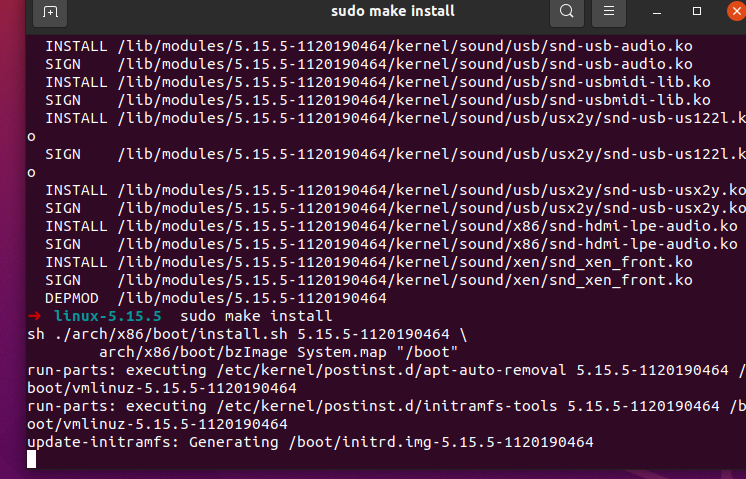 sudo make install
INSTALL /lib/modules/5.15.5-1120190464/kernel/sound/usb/snd-usb-audio.ko
SIGN    /lib/modules/5.15.5-1120190464/kernel/sound/usb/snd-usb-audio.ko
INSTALL /lib/modules/5.15.5-1120190464/kernel/sound/usb/snd-usbmidi-lib.ko
SIGN    /lib/modules/5.15.5-1120190464/kernel/sound/usb/snd-usbmidi-lib.ko
INSTALL /lib/modules/5.15.5-1120190464/kernel/sound/usb/usx2y/snd-usb-us122l.k
o
SIGN    /lib/modules/5.15.5-1120190464/kernel/sound/usb/usx2y/snd-usb-us122l.k
o
INSTALL /lib/modules/5.15.5-1120190464/kernel/sound/usb/usx2y/snd-usb-usx2y.ko
SIGN    /lib/modules/5.15.5-1120190464/kernel/sound/usb/usx2y/snd-usb-usx2y.ko
INSTALL /lib/modules/5.15.5-1120190464/kernel/sound/x86/snd-hdmi-lpe-audio.ko
SIGN    /lib/modules/5.15.5-1120190464/kernel/sound/x86/snd-hdmi-lpe-audio.ko
INSTALL /lib/modules/5.15.5-1120190464/kernel/sound/xen/snd_xen_front.ko
SIGN    /lib/modules/5.15.5-1120190464/kernel/sound/xen/snd_xen_front.ko
DEPMOD  /lib/modules/5.15.5-1120190464
→ linux-5.15.5 sudo make install
sh ./arch/x86/boot/install.sh 5.15.5-1120190464 \
arch/x86/boot/bzImage System.map "/boot"
run-parts: executing /etc/kernel/postinst.d/apt-auto-removal 5.15.5-1120190464 /
boot/vmlinuz-5.15.5-1120190464
run-parts: executing /etc/kernel/postinst.d/initramfs-tools 5.15.5-1120190464 /b
oot/vmlinuz-5.15.5-1120190464
update-initramfs: Generating /boot/initrd.img-5.15.5-1120190464